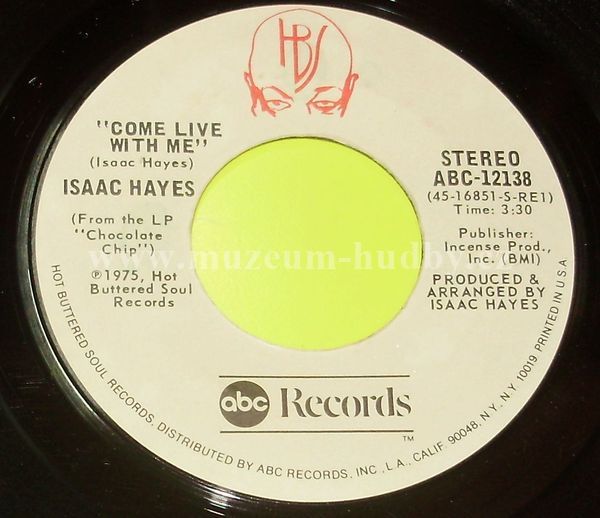 HBS
"COME LIVE
WITH ME"
(Isaac Hayes)
ISAAC HAYES
(From the LP
"Chocolate
Chip")
℗1975, Hot
Buttered Soul
Records
STEREO
ABC-12138
(45-16851-S-RE1)
Time: 3:30
Publisher:
Incense Prod.,
Inc. (BMI)
PRODUCED &
ARRANGED BY
ISAAC HAYES
www.muzeum-hudby.cz
abc Records
TM
HOT BUTTERED SOUL RECORDS, DISTRIBUTED BY ABC RECORDS, INC., L.A., CALIF. 90048, N.Y., N.Y. 10019 PRINTED IN U.S.A.